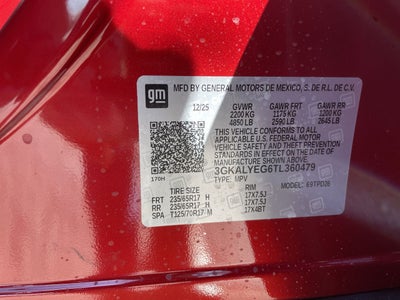 gm
MFD BY GENERAL MOTORS DE MEXICO, S. DE R.L. DE C.V.
12/25 GVWR GAWR FRT GAWR RR
2200 KG 1175 KG 1200 KG
4850 LB 2590 LB 2645 LB
THIS VEHICLE CONFORMS TO ALL APPLICABLE
U.S. FEDERAL MOTOR
VEHICLE SAFETY, BUMPER, AND THEFT PREVENTION
STANDARDS IN EFFECT ON THE DATE OF
MANUFACTURE SHOWN ABOVE.
3GKALYEG6TL360479
170H TYPE: MPV MODEL: 69TPD26
TIRE SIZE RIM
FRT 235/65R17 H 17X7.5J
RR 235/65R17 H 17X7.5J
SPA T125/70R17 M 17X4BT